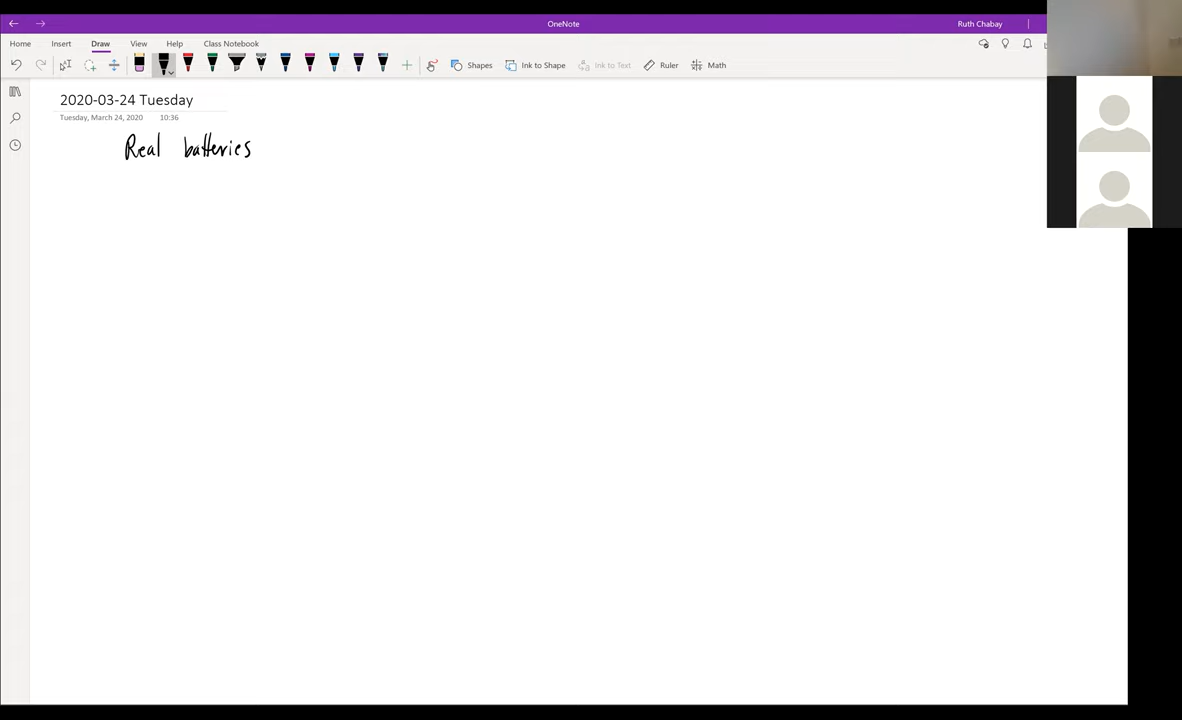 OneNote
Ruth Chabay
Home Insert Draw View Help Class Notebook
Shapes Ink to Shape Ink to Text Ruler Math
2020-03-24 Tuesday
Tuesday, March 24, 2020 10:36
Real batteries